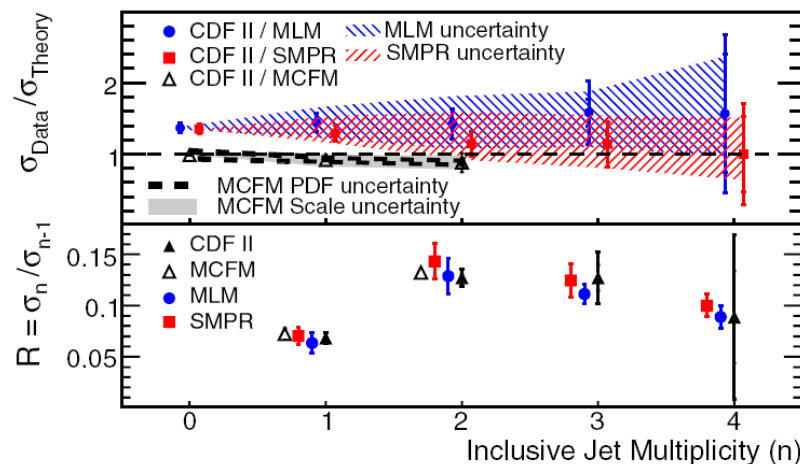 CDF II / MLM
MLM uncertainty
CDF II / SMPR
SMPR uncertainty
CDF II / MCFM
σData/σTheory
2
1
MCFM PDF uncertainty
MCFM Scale uncertainty
CDF II
MCFM
MLM
SMPR
R = σn/σn-1
0.15
0.1
0.05
0 1 2 3 4
Inclusive Jet Multiplicity (n)